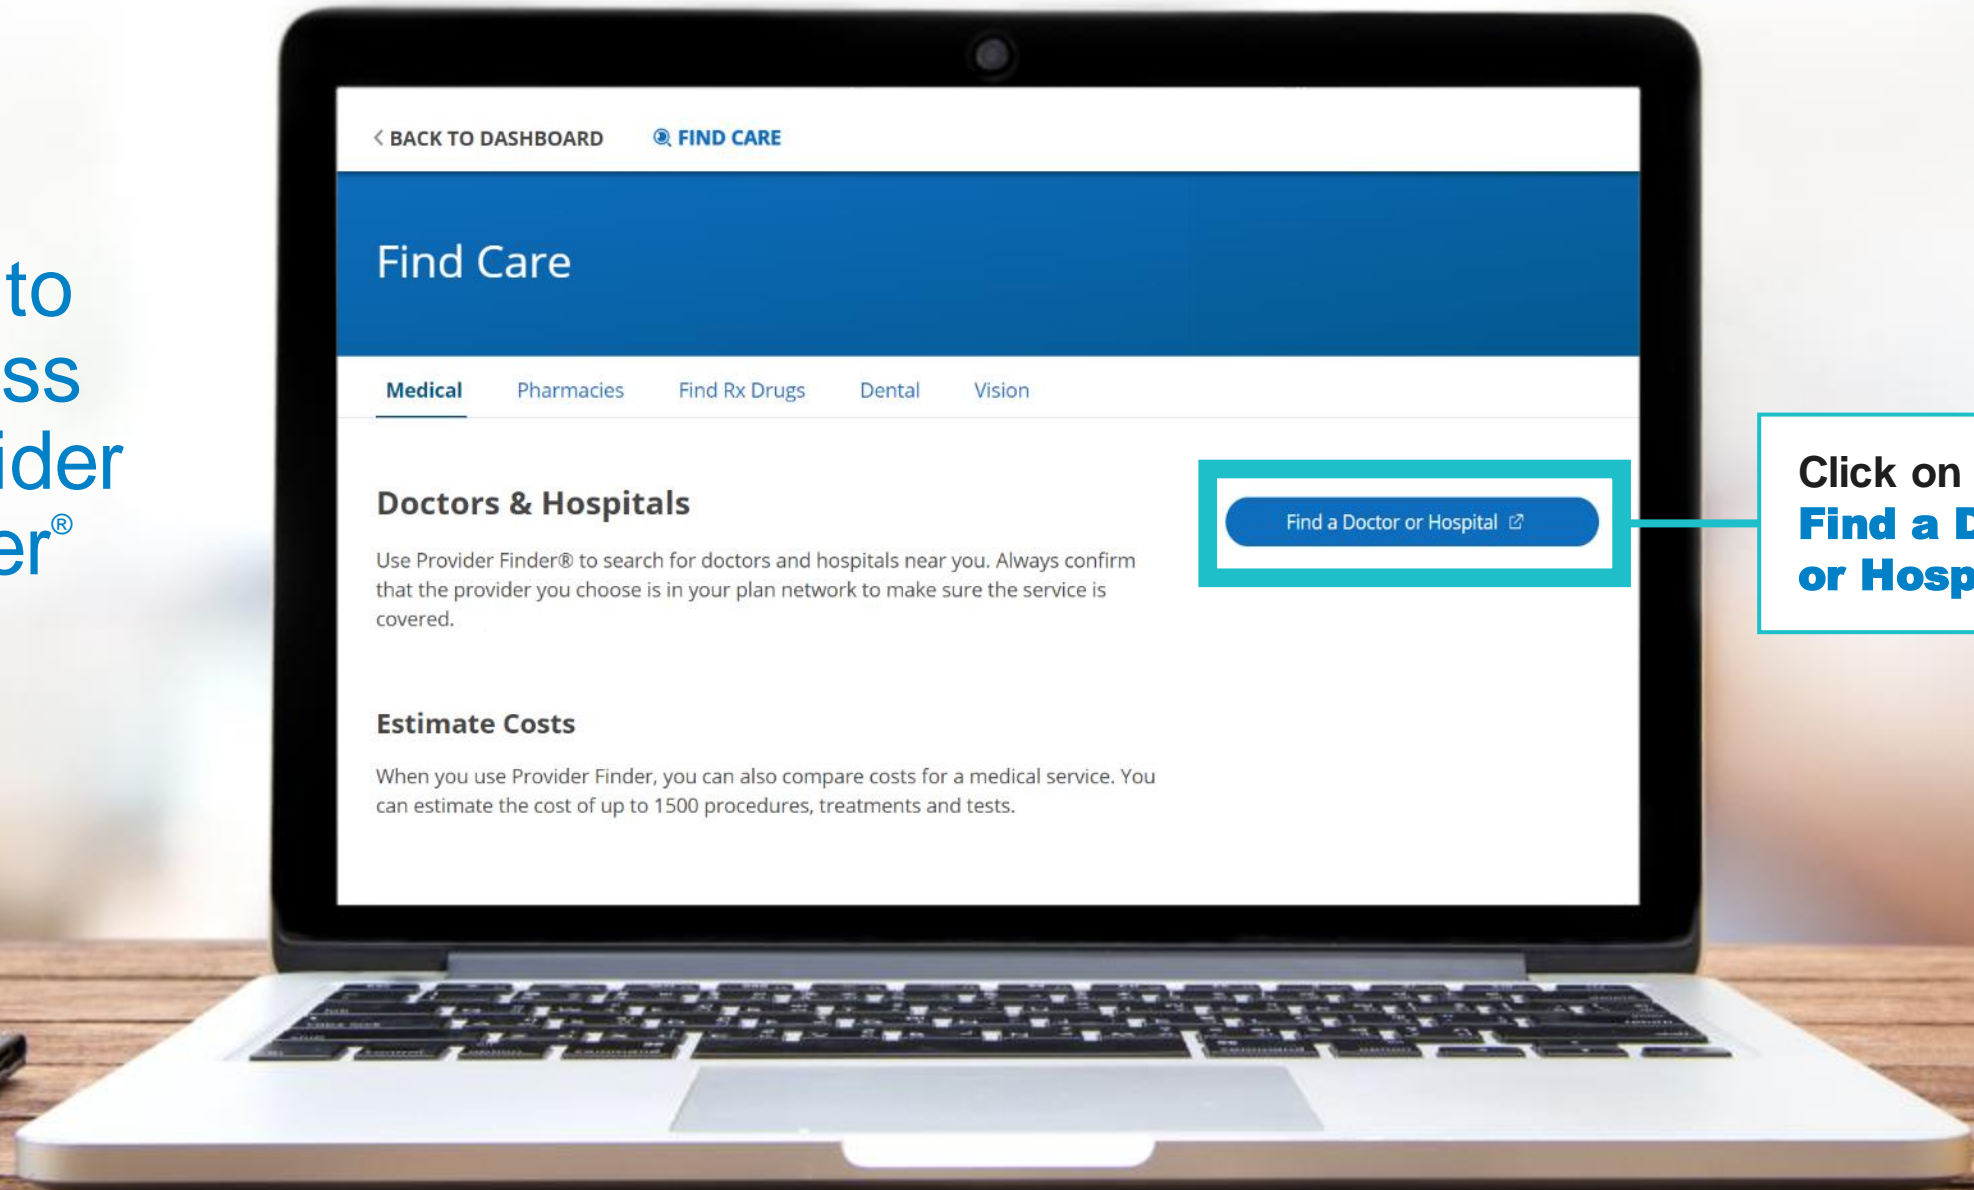 to
ss
ider
er®
< BACK TO DASHBOARD FIND CARE
Find Care
Medical Pharmacies Find Rx Drugs Dental Vision
Doctors & Hospitals
Use Provider Finder® to search for doctors and hospitals near you. Always confirm
that the provider you choose is in your plan network to make sure the service is
covered.
Find a Doctor or Hospital
Estimate Costs
When you use Provider Finder, you can also compare costs for a medical service. You
can estimate the cost of up to 1500 procedures, treatments and tests.
Click on
Find a D
or Hosp